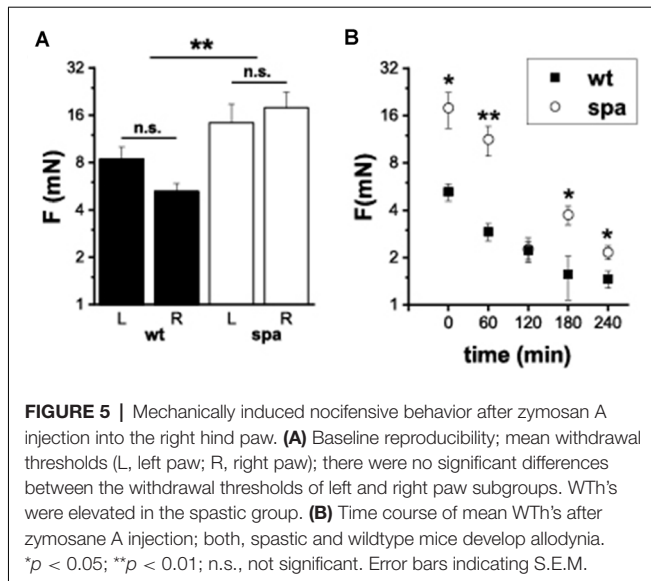 A
B
**
n.s.
n.s.
32
16
8
4
2
1
F (mN)
L R L R
wt spa
32
16
8
4
2
1
F(mN)
*
**
*
*
wt
spa
0 60 120 180 240
time (min)
FIGURE 5 | Mechanically induced nocifensive behavior after zymosan A
injection into the right hind paw. (A) Baseline reproducibility; mean withdrawal
thresholds (L, left paw; R, right paw); there were no significant differences
between the withdrawal thresholds of left and right paw subgroups. WTh's
were elevated in the spastic group. (B) Time course of mean WTh's after
zymosane A injection; both, spastic and wildtype mice develop allodynia.
*p < 0.05; **p < 0.01; n.s., not significant. Error bars indicating S.E.M.